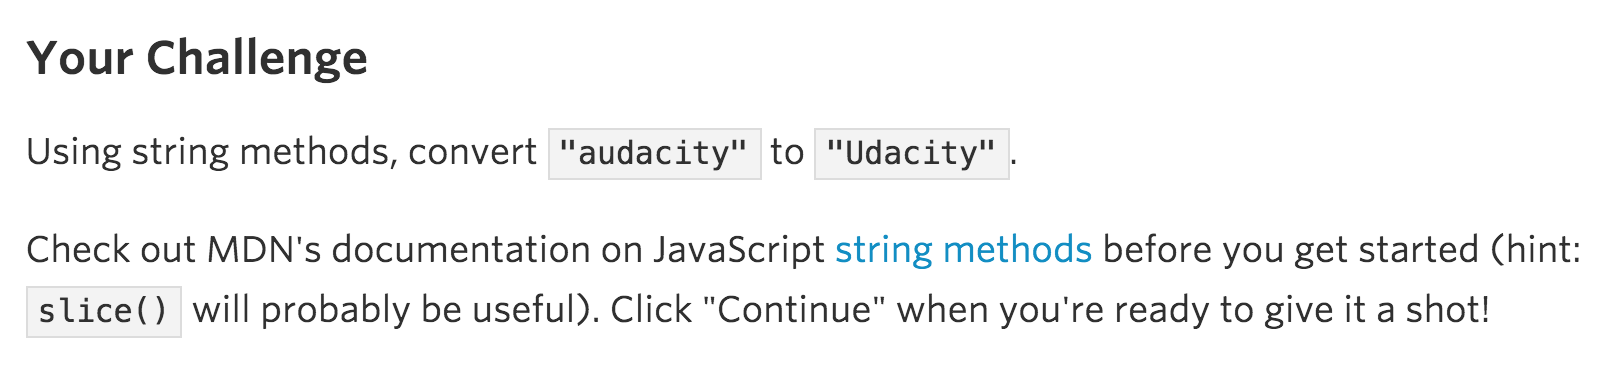 Your Challenge
Using string methods, convert "audacity" to "Udacity".
Check out MDN's documentation on JavaScript string methods before you get started (hint:
slice() will probably be useful). Click "Continue" when you're ready to give it a shot!